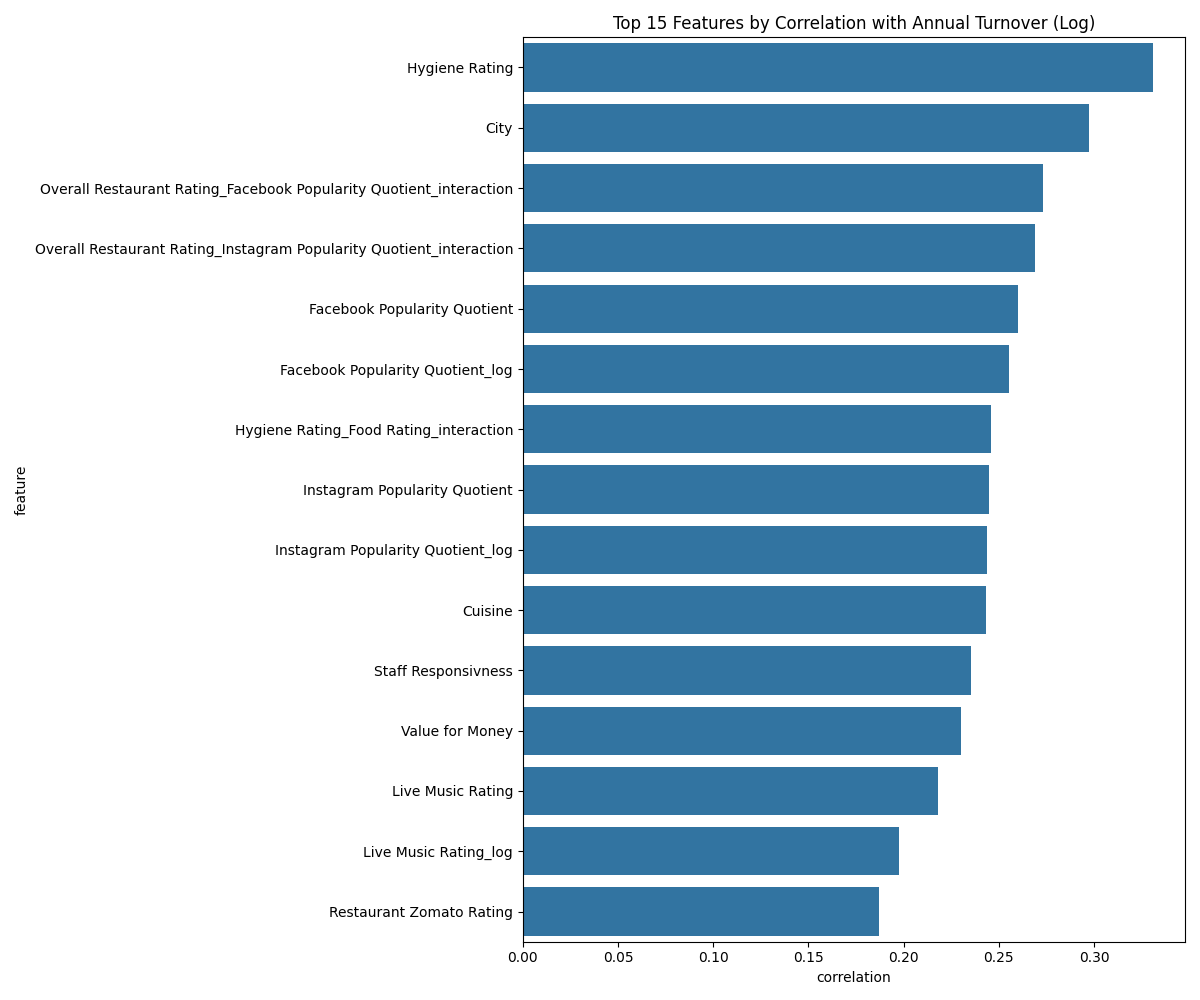 Top 15 Features by Correlation with Annual Turnover (Log)
feature
Hygiene Rating
City
Overall Restaurant Rating_Facebook Popularity Quotient_interaction
Overall Restaurant Rating_Instagram Popularity Quotient_interaction
Facebook Popularity Quotient
Facebook Popularity Quotient_log
Hygiene Rating_Food Rating_interaction
Instagram Popularity Quotient
Instagram Popularity Quotient_log
Cuisine
Staff Responsivness
Value for Money
Live Music Rating
Live Music Rating_log
Restaurant Zomato Rating
0.00 0.05 0.10 0.15 0.20 0.25 0.30
correlation